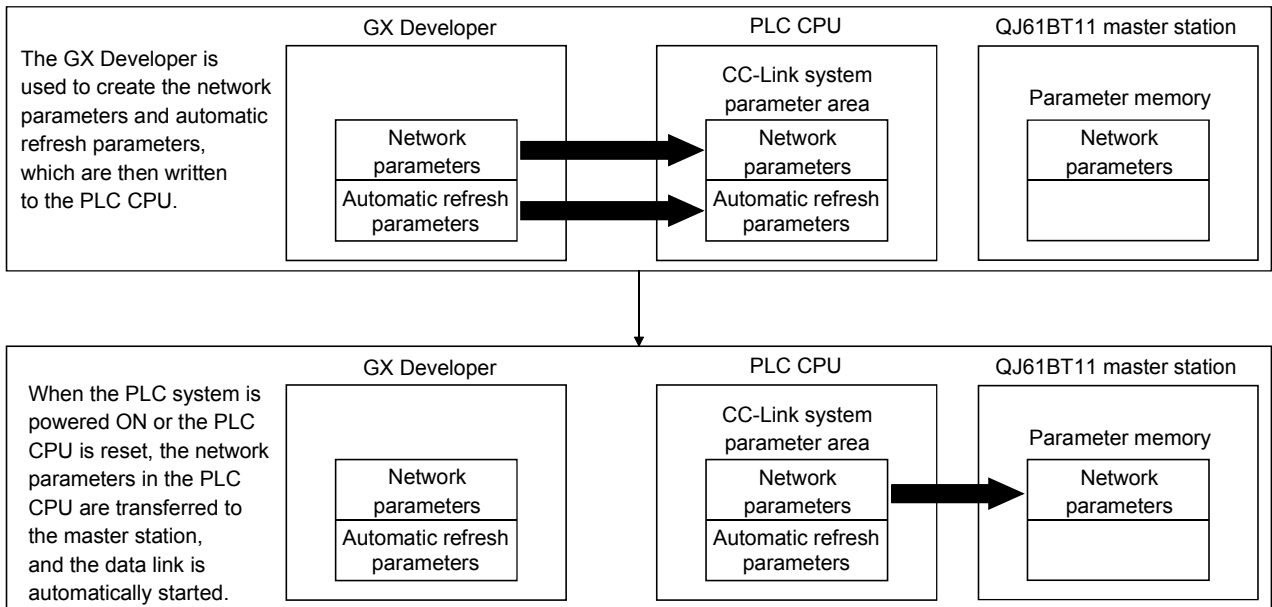 GX Developer
PLC CPU
QJ61BT11 master station
The GX Developer is
used to create the network
parameters and automatic
refresh parameters,
which are then written
to the PLC CPU.
CC-Link system
parameter area
Parameter memory
Network
parameters
Automatic refresh
parameters
Network
parameters
Automatic refresh
parameters
Network
parameters
GX Developer
PLC CPU
QJ61BT11 master station
When the PLC system is
powered ON or the PLC
CPU is reset, the network
parameters in the PLC
CPU are transferred to
the master station,
and the data link is
automatically started.
CC-Link system
parameter area
Parameter memory
Network
parameters
Automatic refresh
parameters
Network
parameters
Automatic refresh
parameters
Network
parameters